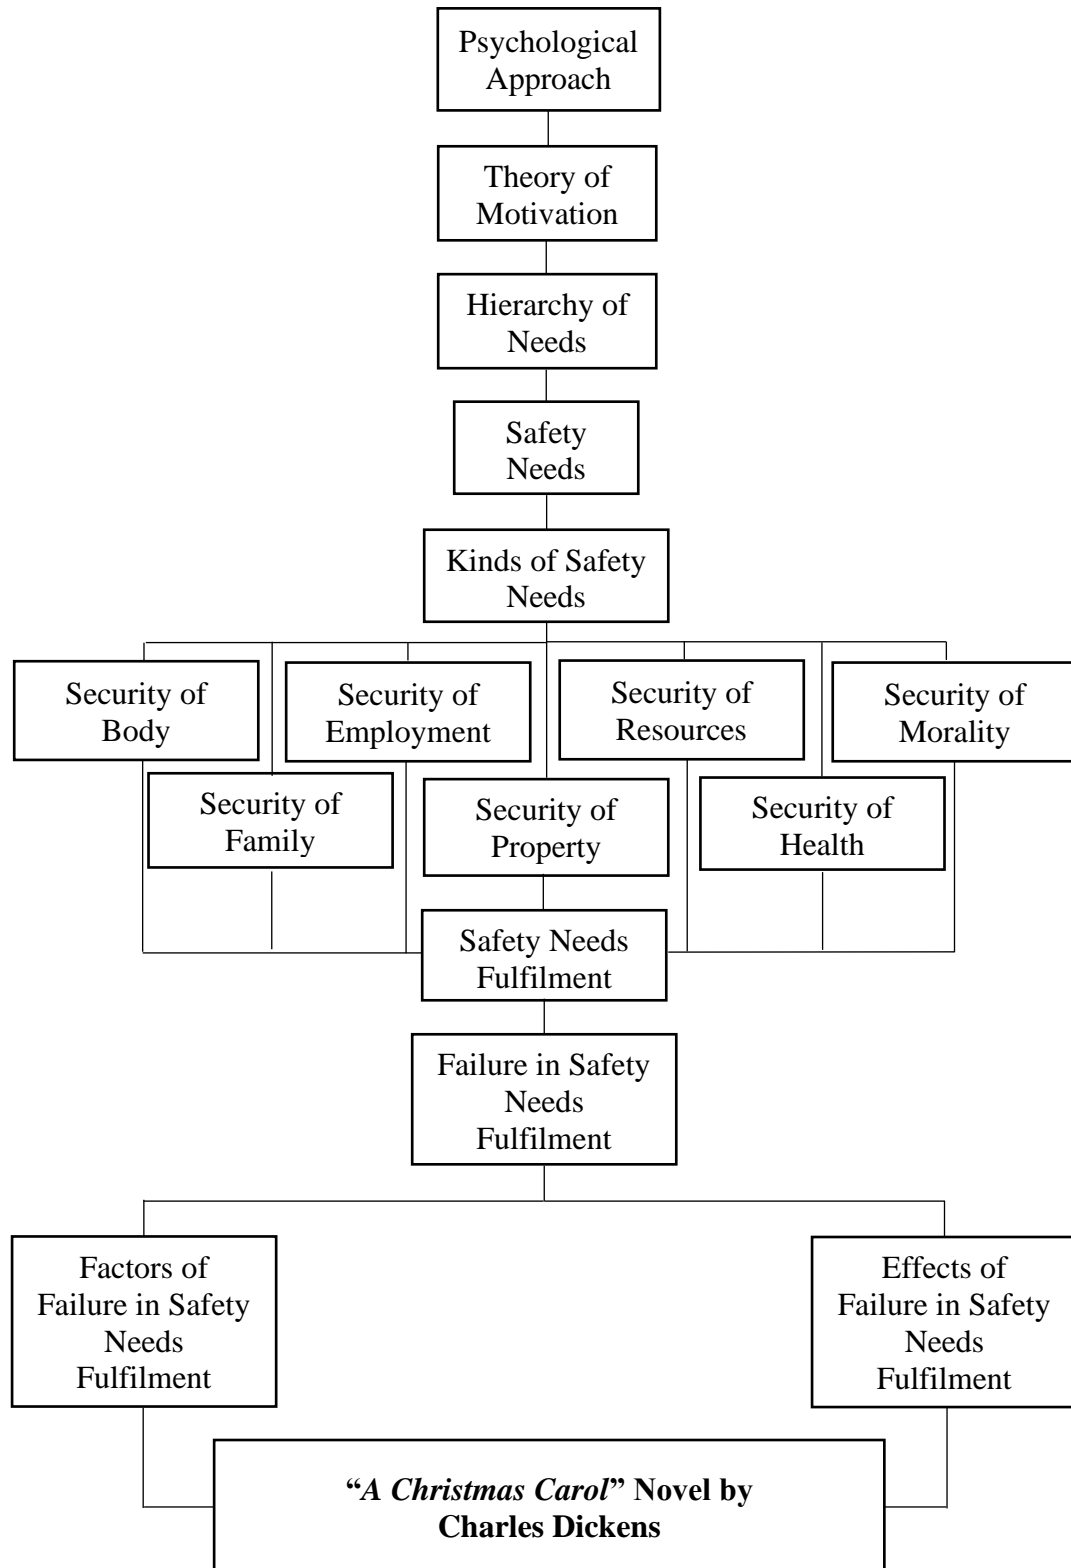 Psychological
Approach
Theory of
Motivation
Hierarchy of
Needs
Safety
Needs
Kinds of Safety
Needs
Security of
Body
Security of
Employment
Security of
Resources
Security of
Morality
Security of
Family
Security of
Property
Security of
Health
Safety Needs
Fulfilment
Failure in Safety
Needs
Fulfilment
Factors of
Failure in Safety
Needs
Fulfilment
Effects of
Failure in Safety
Needs
Fulfilment
“A Christmas Carol” Novel by
Charles Dickens